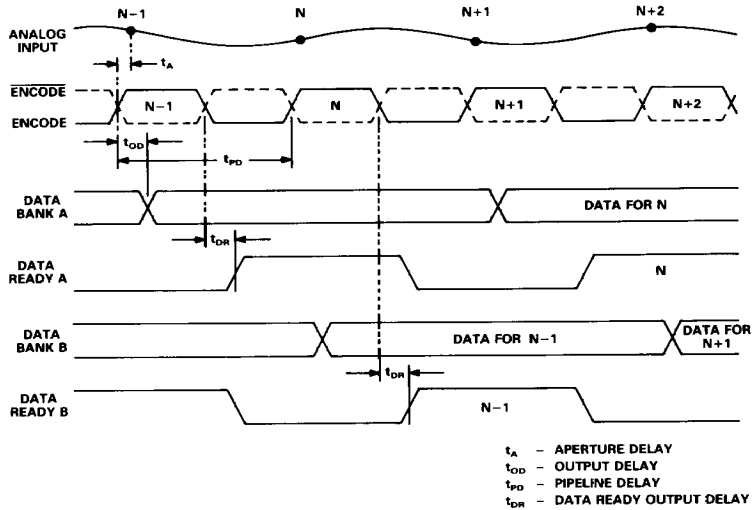 N−1 N N+1 N+2
ANALOG
INPUT
t_A
ENCODE
ENCODE
N−1 N N+1 N+2
t_OD
t_PD
DATA
BANK A
DATA FOR N
t_DR
DATA
READY A
N
DATA
BANK B
DATA FOR N−1
DATA FOR
N+1
t_DR
DATA
READY B
N−1
t_A – APERTURE DELAY
t_OD – OUTPUT DELAY
t_PD – PIPELINE DELAY
t_DR – DATA READY OUTPUT DELAY